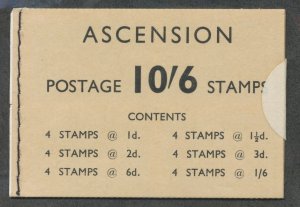 ASCENSION
POSTAGE 10/6 STAMPS
CONTENTS
4 STAMPS @ 1d. 4 STAMPS @ 1½d.
4 STAMPS @ 2d. 4 STAMPS @ 3d.
4 STAMPS @ 6d. 4 STAMPS @ 1/6